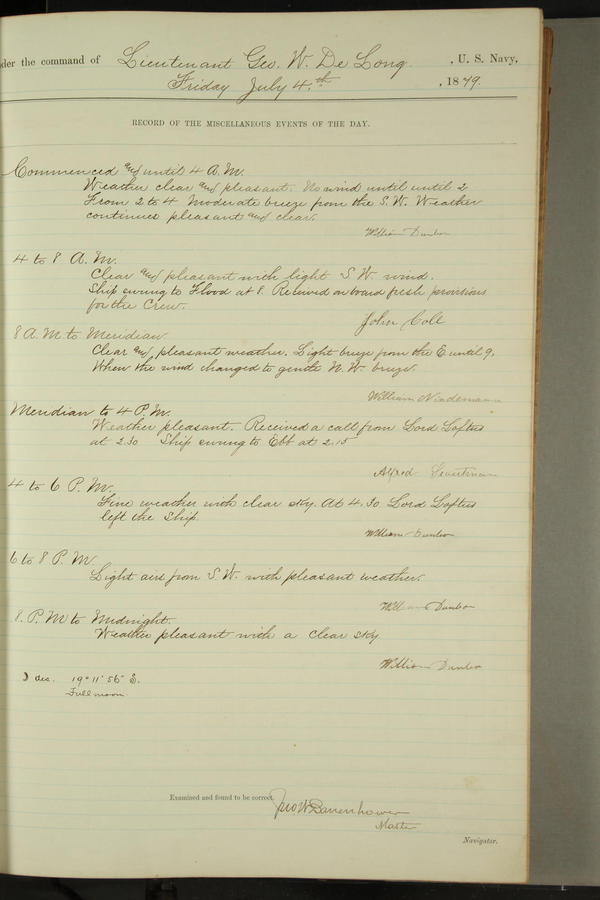 der the command of Lieutenant Geo. W. De Long, U. S. Navy,
Friday July 4.th, 1879.
RECORD OF THE MISCELLANEOUS EVENTS OF THE DAY.
Commenced and until 4 A.M.
Weather clear and pleasant. No wind until until 2
From 2 to 4 Moderate breeze from the S.W. Weather
continues pleasant and clear.
William Dunbar
4 to 8 A.M.
Clear and pleasant with light S.W. wind.
Ship swung to Flood at 8. Received on board fresh provisions
for the Crew.
John Cole
8 A.M to Meridian
Clear and pleasant weather. Light breeze from the E until 9,
When the wind changed to gentle N.W. breeze.
William Nindemann
Meridian to 4 P.M.
Weather pleasant. Received a call from Lord Loftus
at 2.30 Ship swung to Ebb at 2.15
Alfred Sweetman
4 to 6 P.M.
Fine weather with clear sky. At 4.30 Lord Loftus
left the Ship.
William Dunbar
6 to 8 P.M.
Light airs from S.W. with pleasant weather.
William Dunbar
8. P.M to Midnight.
Weather pleasant with a clear sky
William Dunbar
☽ dec. 19° 11' 56" S.
Full moon.
Examined and found to be correct.
Jno W Danenhower
Master
Navigator.